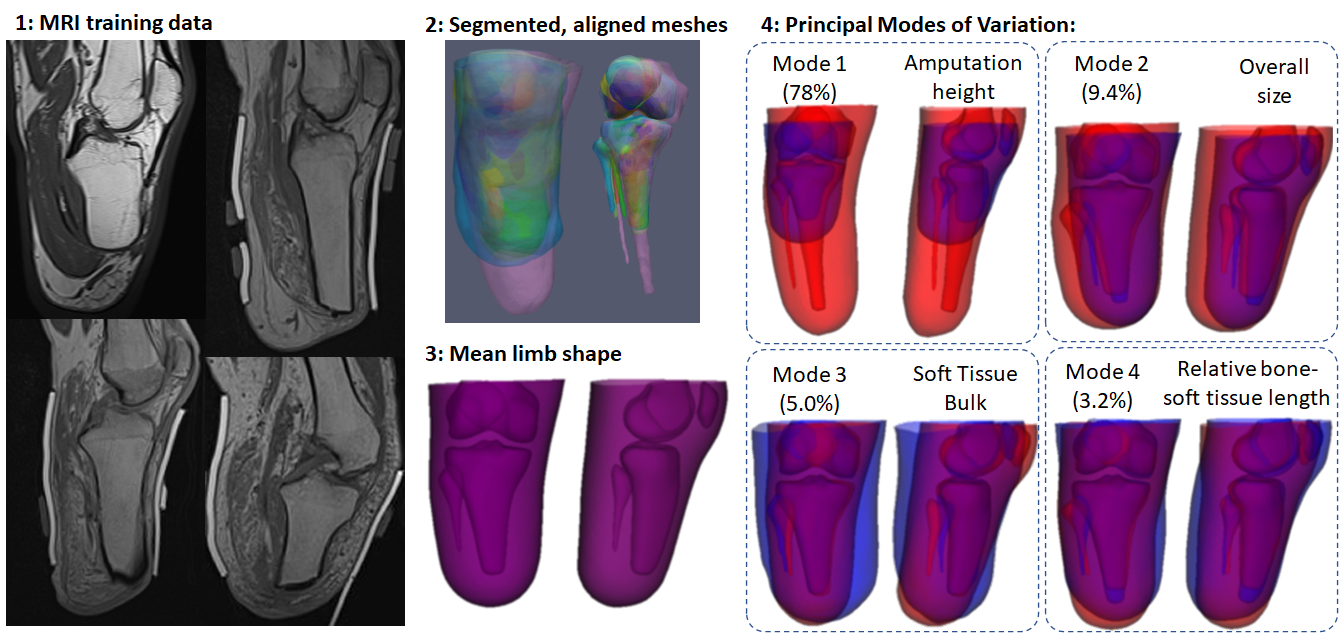 1: MRI training data
2: Segmented, aligned meshes
3: Mean limb shape
4: Principal Modes of Variation:
Mode 1
(78%)
Amputation
height
Mode 2
(9.4%)
Overall
size
Mode 3
(5.0%)
Soft Tissue
Bulk
Mode 4
(3.2%)
Relative bone-
soft tissue length